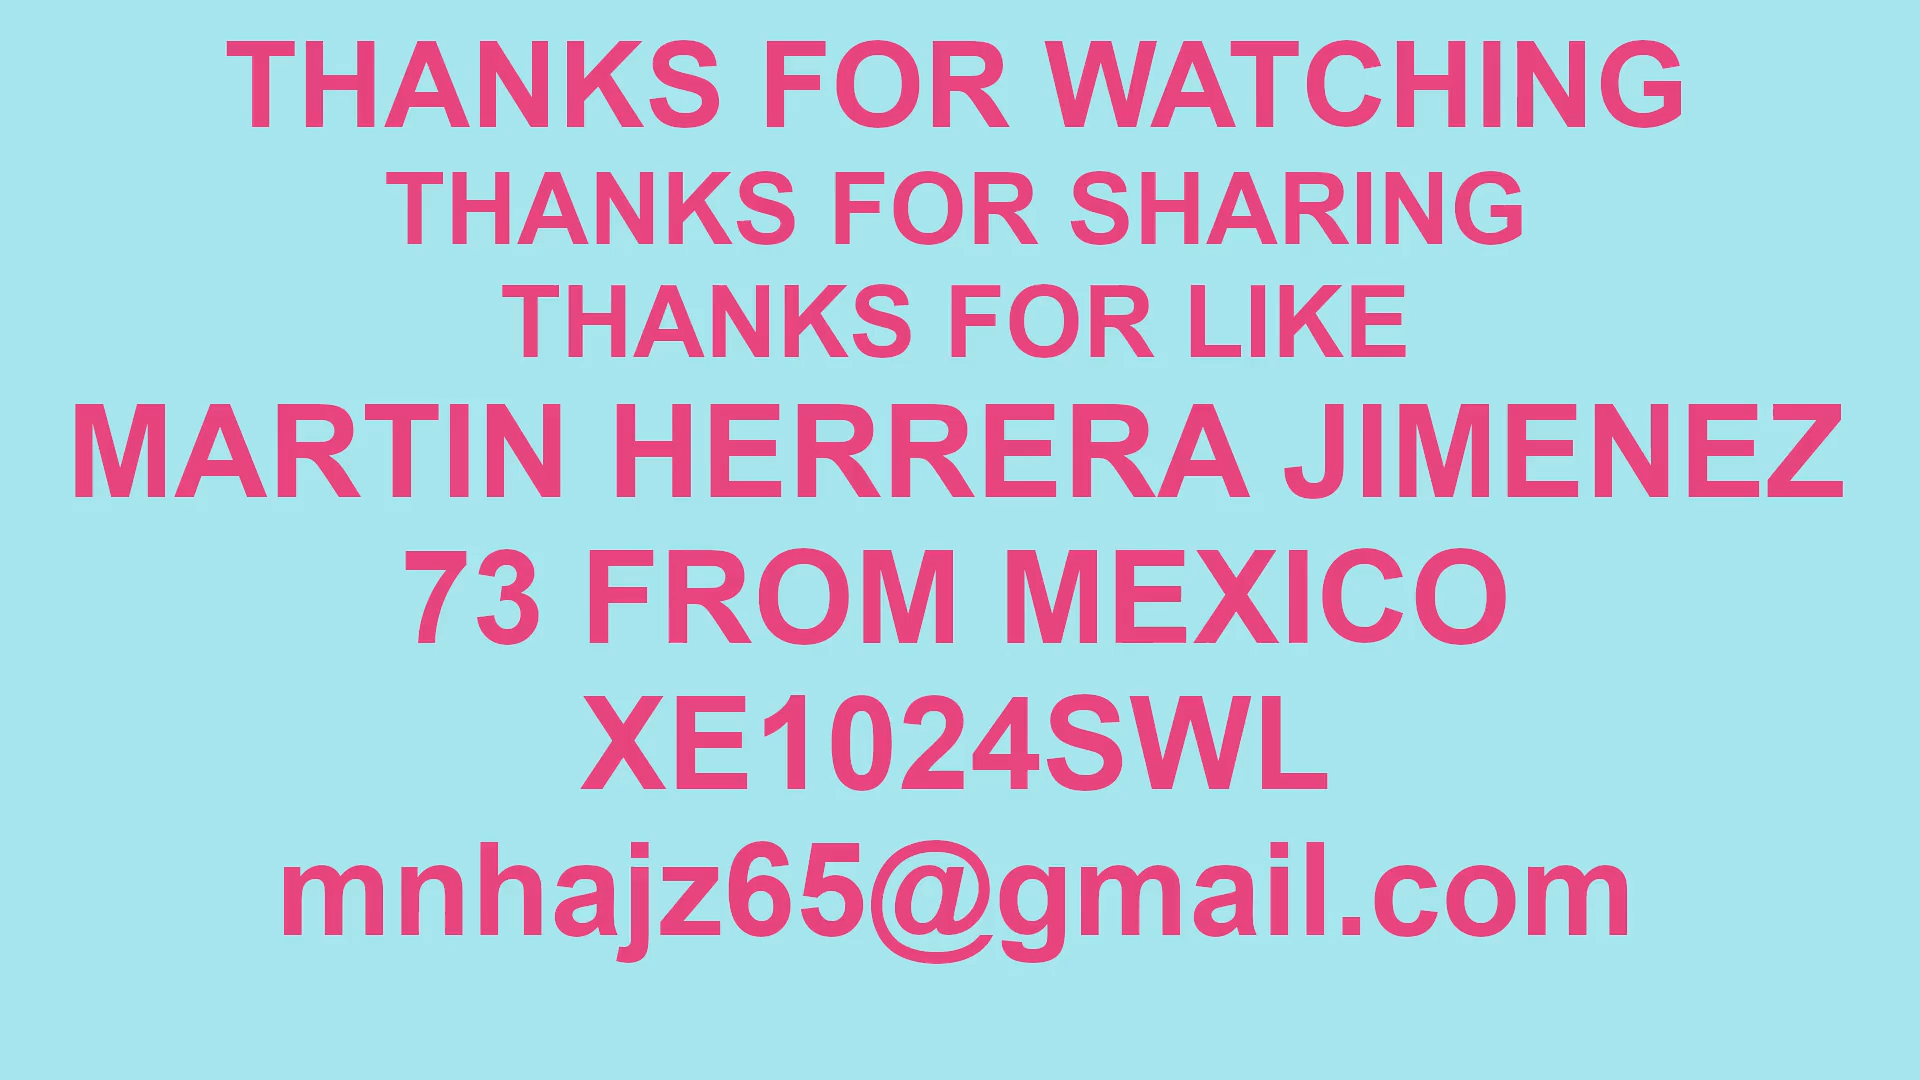 THANKS FOR WATCHING
THANKS FOR SHARING
THANKS FOR LIKE
MARTIN HERRERA JIMENEZ
73 FROM MEXICO
XE1024SWL
mnhajz65@gmail.com